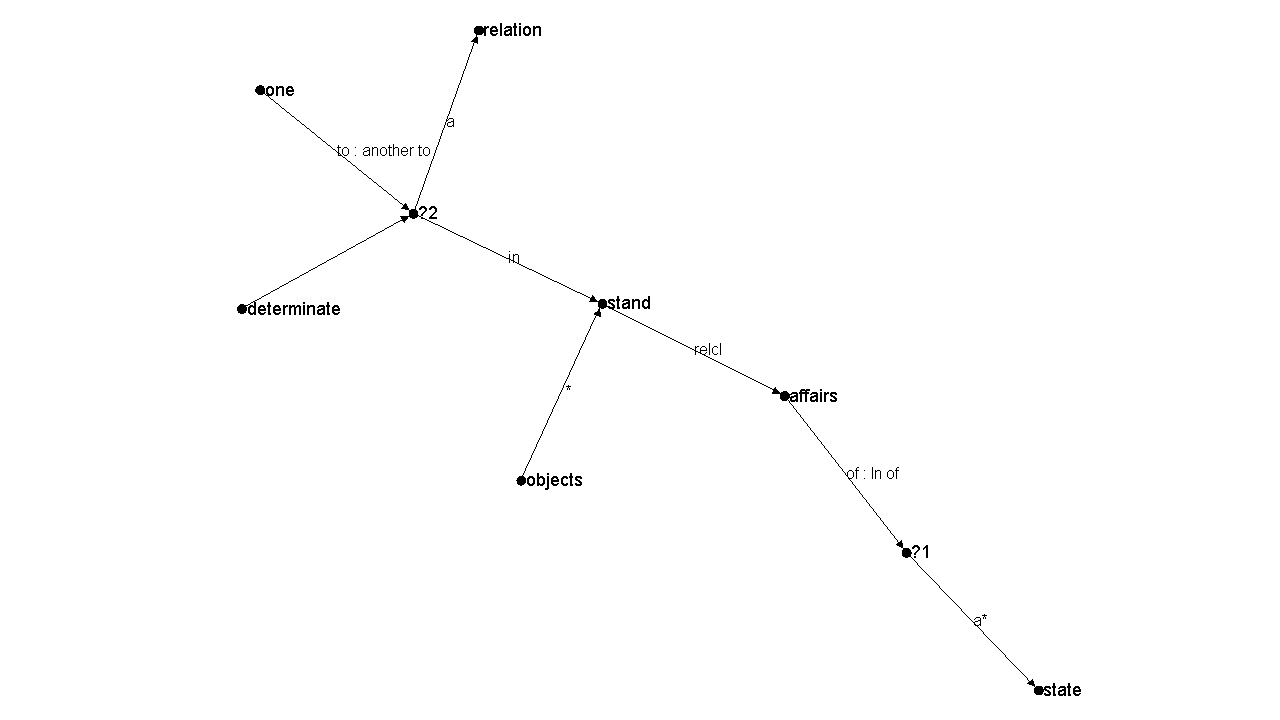 relation
one
a
to : another to
?2
in
stand
determinate
relcl
*
affairs
of : In of
objects
?1
a*
state